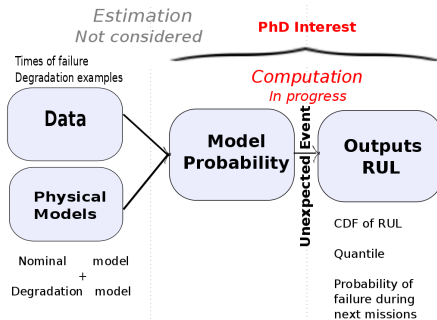 Estimation
Not considered
PhD Interest
Computation
In progress
Times of failure
Degradation examples
Data
Physical
Models
Nominal model
+
Degradation model
Model
Probability
Unexpected Event
Outputs
RUL
CDF of RUL
Quantile
Probability of
failure during
next missions